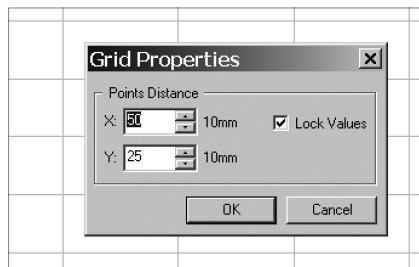 Grid Properties
Points Distance
X: 50 10mm Lock Values
Y: 25 10mm
OK Cancel